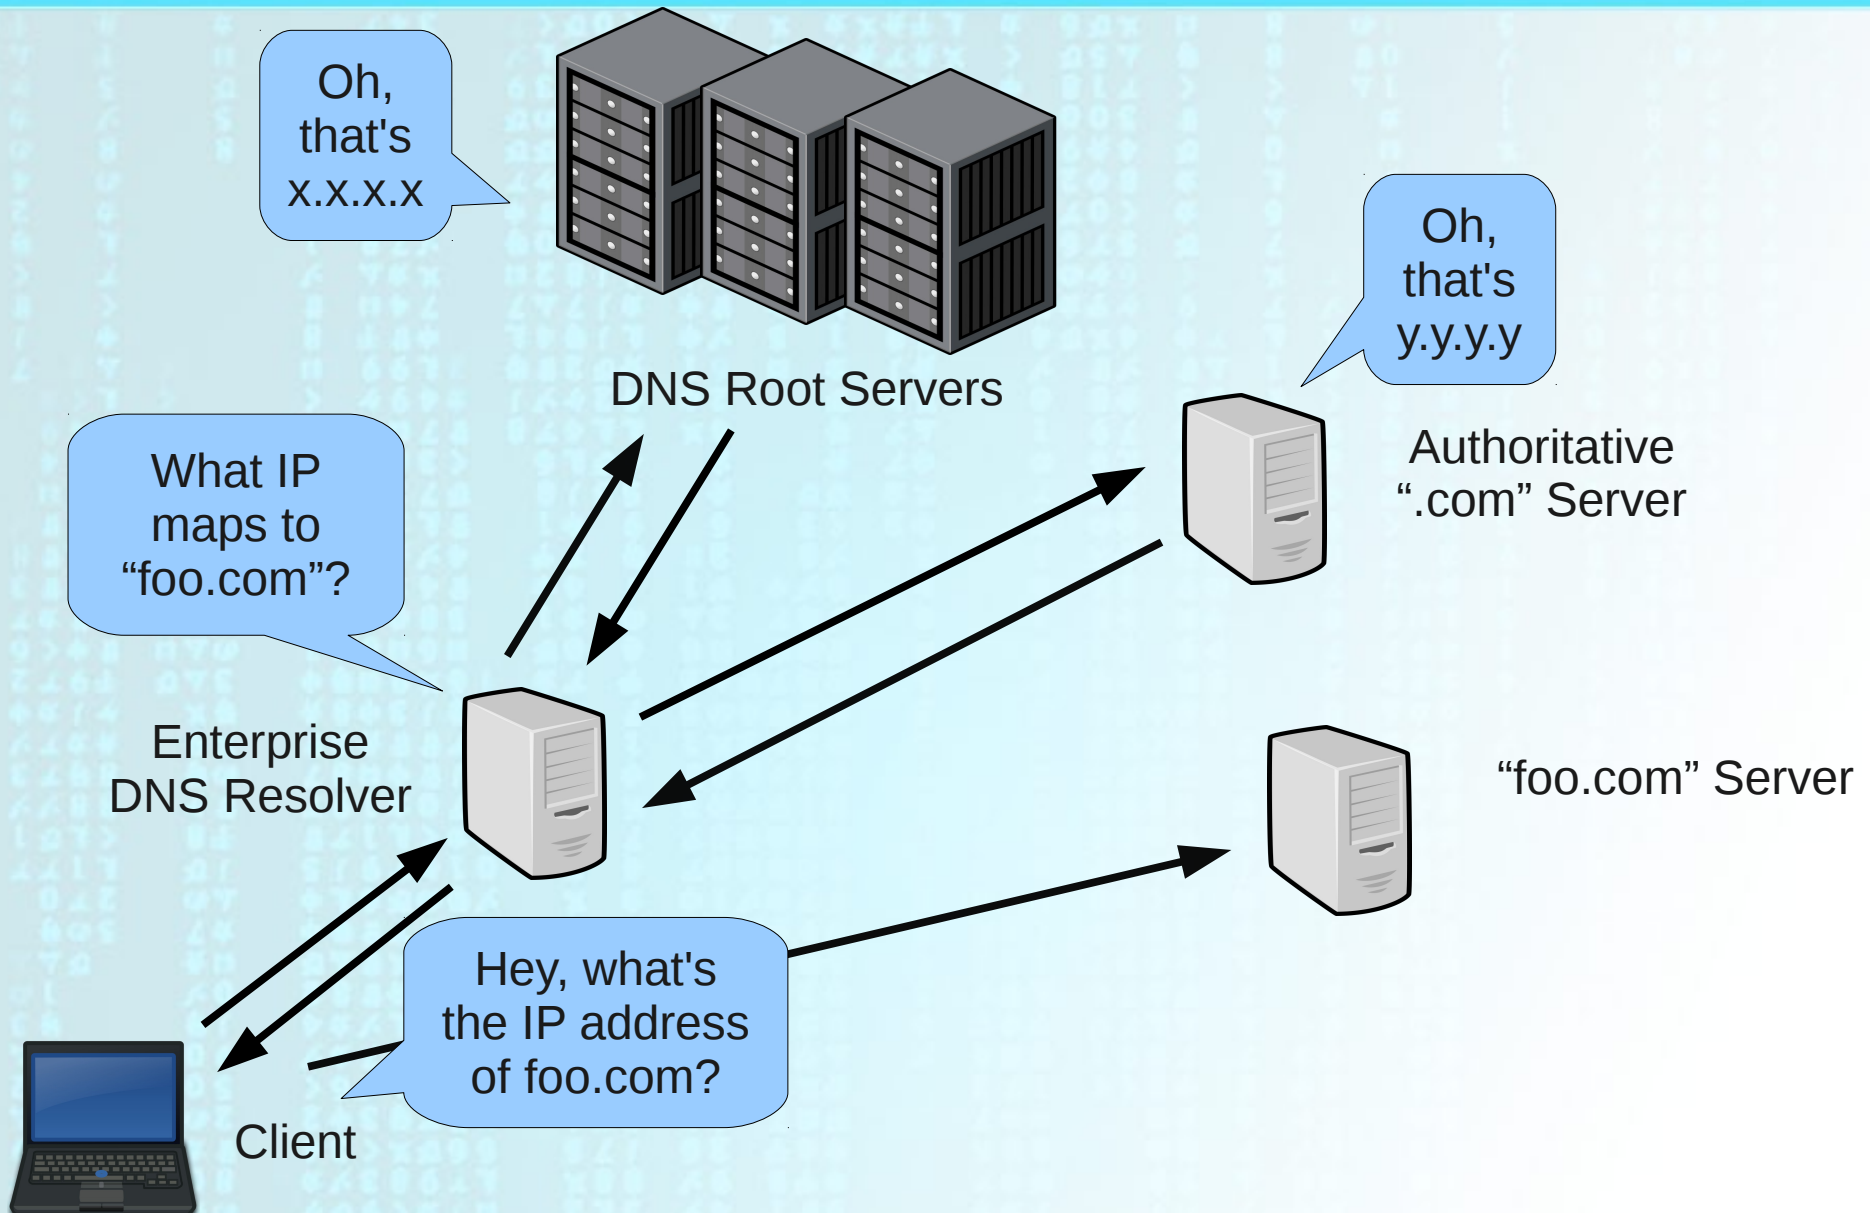 Oh,
that's
x.x.x.x
DNS Root Servers
Oh,
that's
y.y.y.y
Authoritative
“.com” Server
What IP
maps to
“foo.com”?
Enterprise
DNS Resolver
“foo.com” Server
Hey, what's
the IP address
of foo.com?
Client